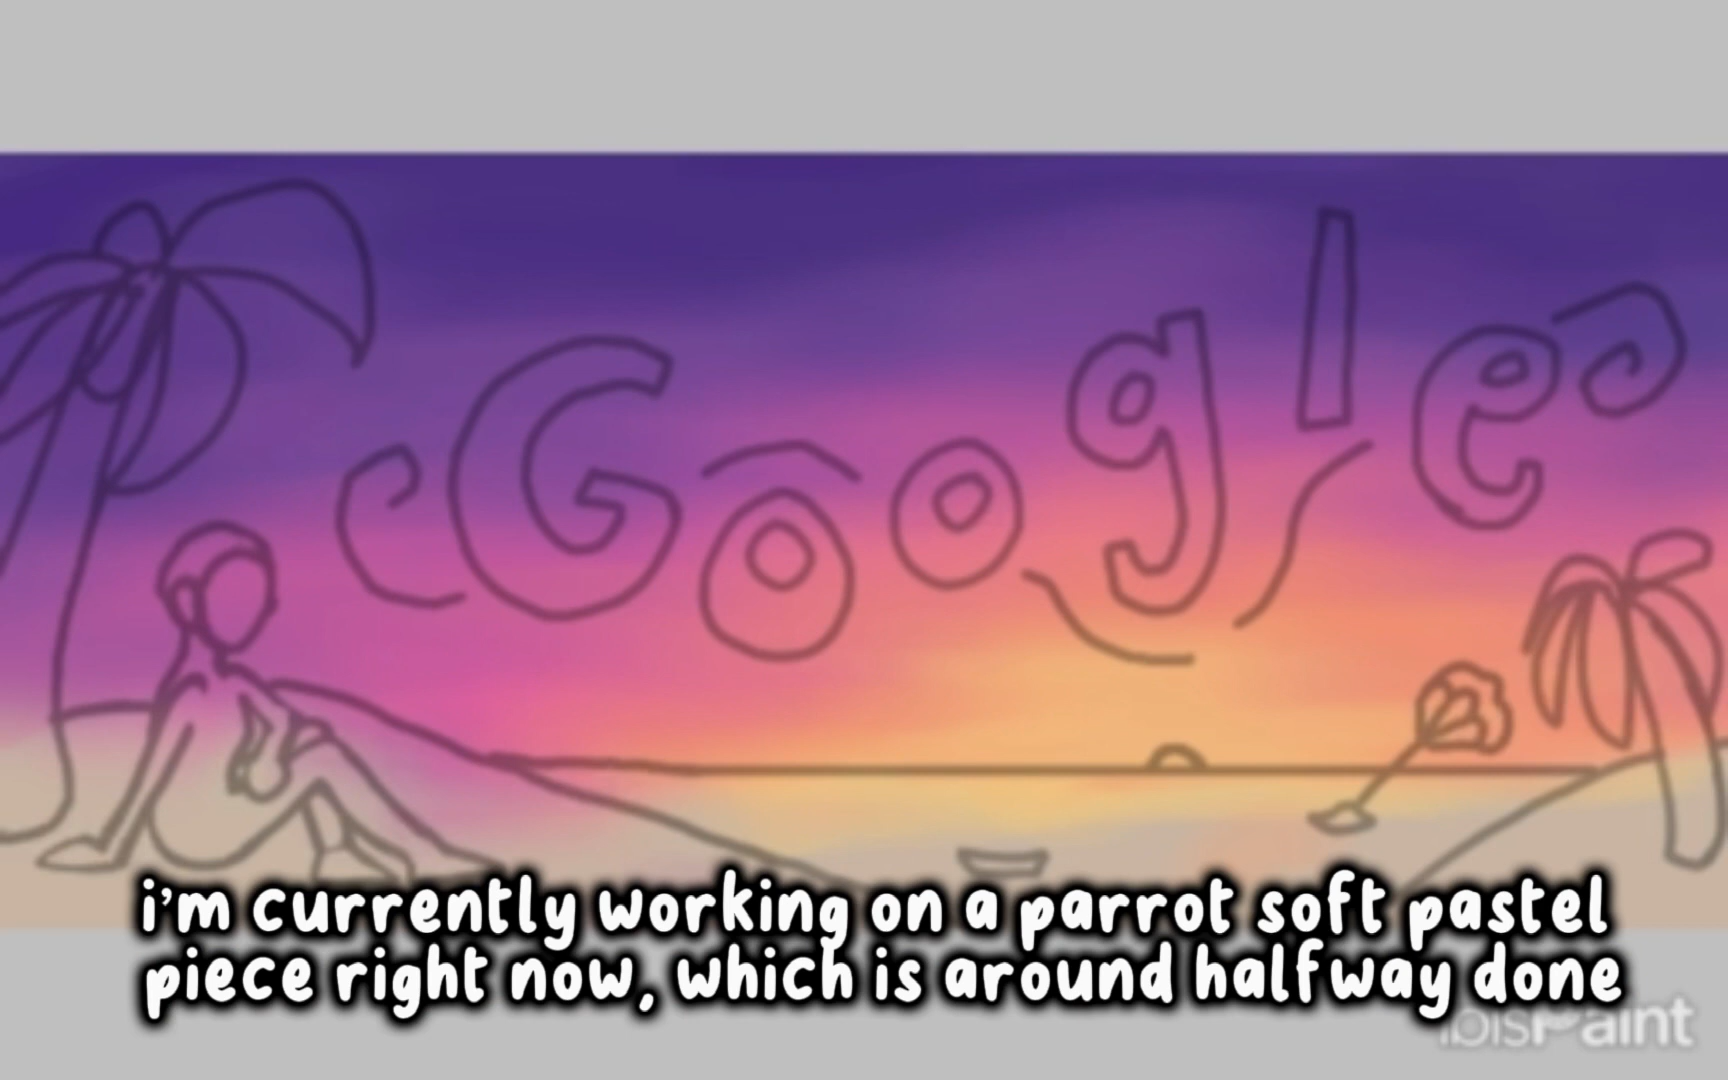 Google
i'm currently working on a parrot soft pastel
piece right now, which is around halfway done
ibisPaint